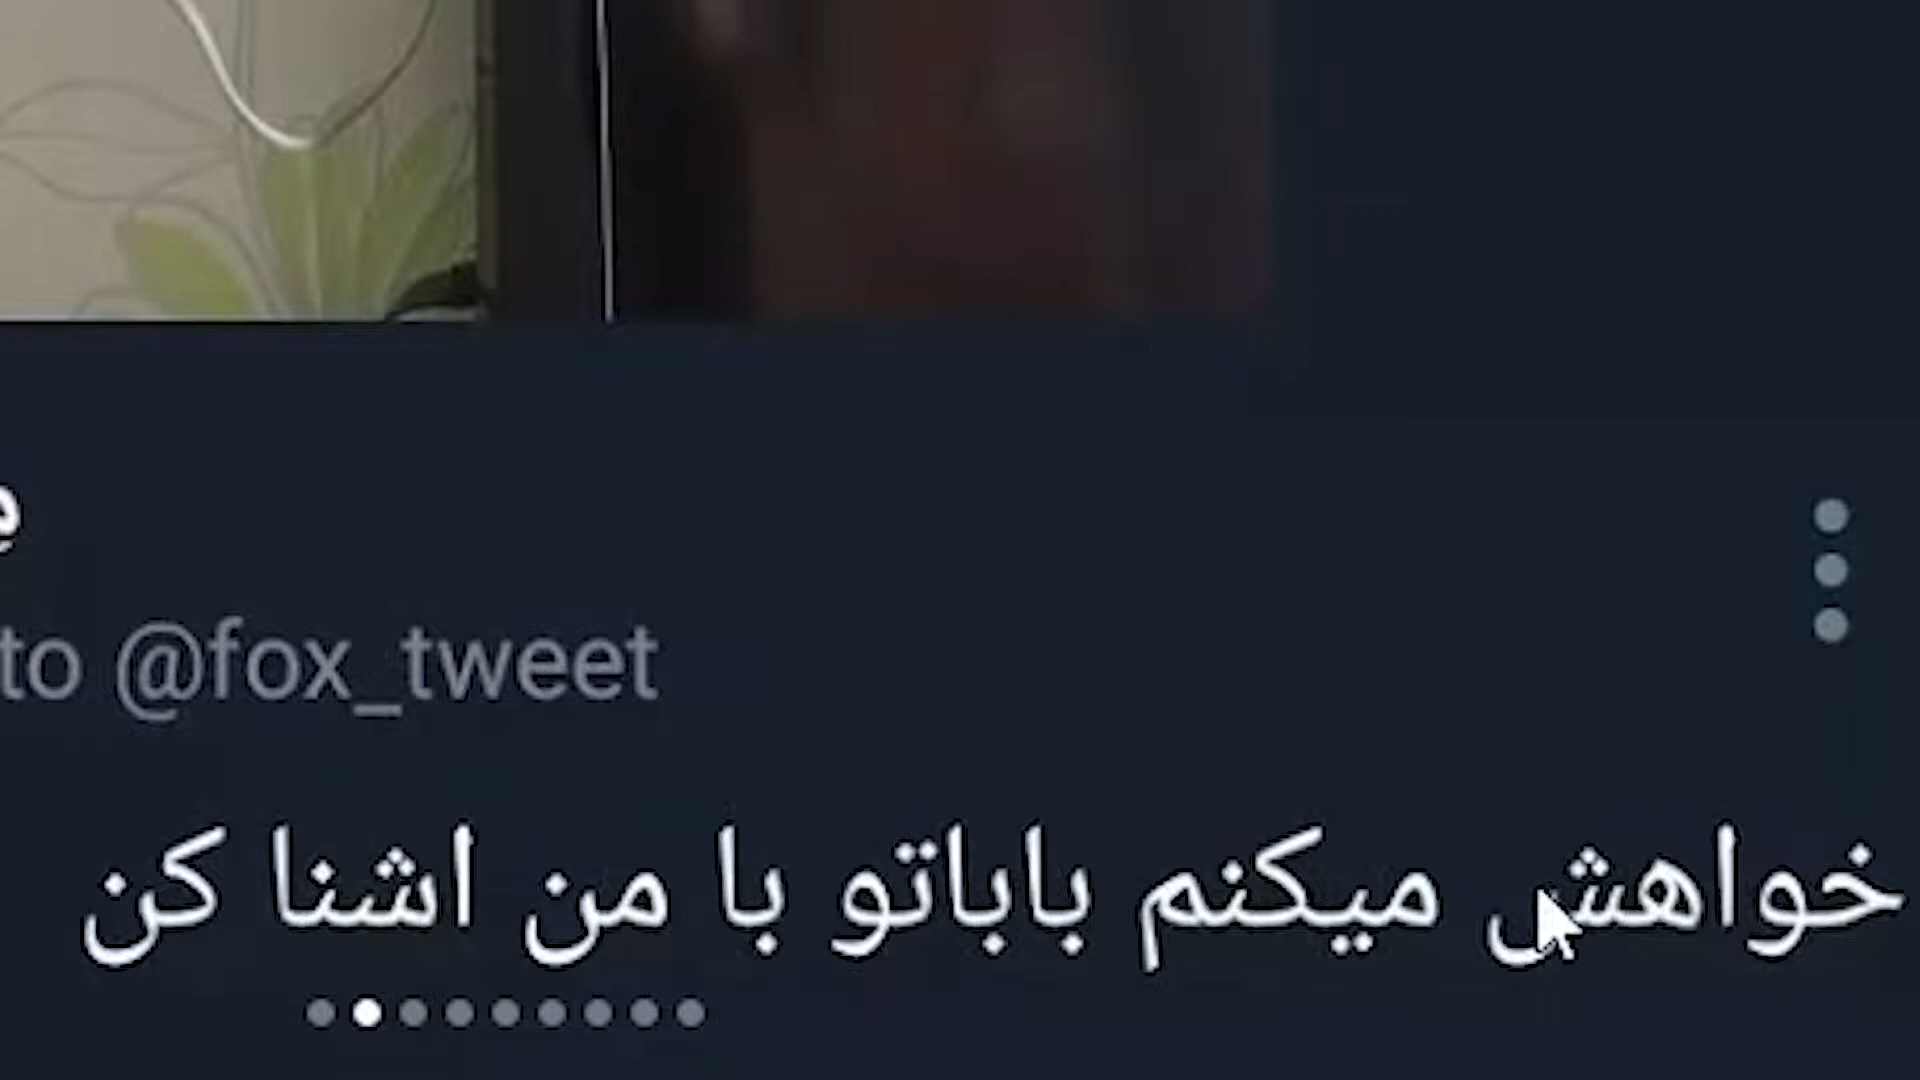 to @fox_tweet
خواهش میکنم باباتو با من اشنا کن